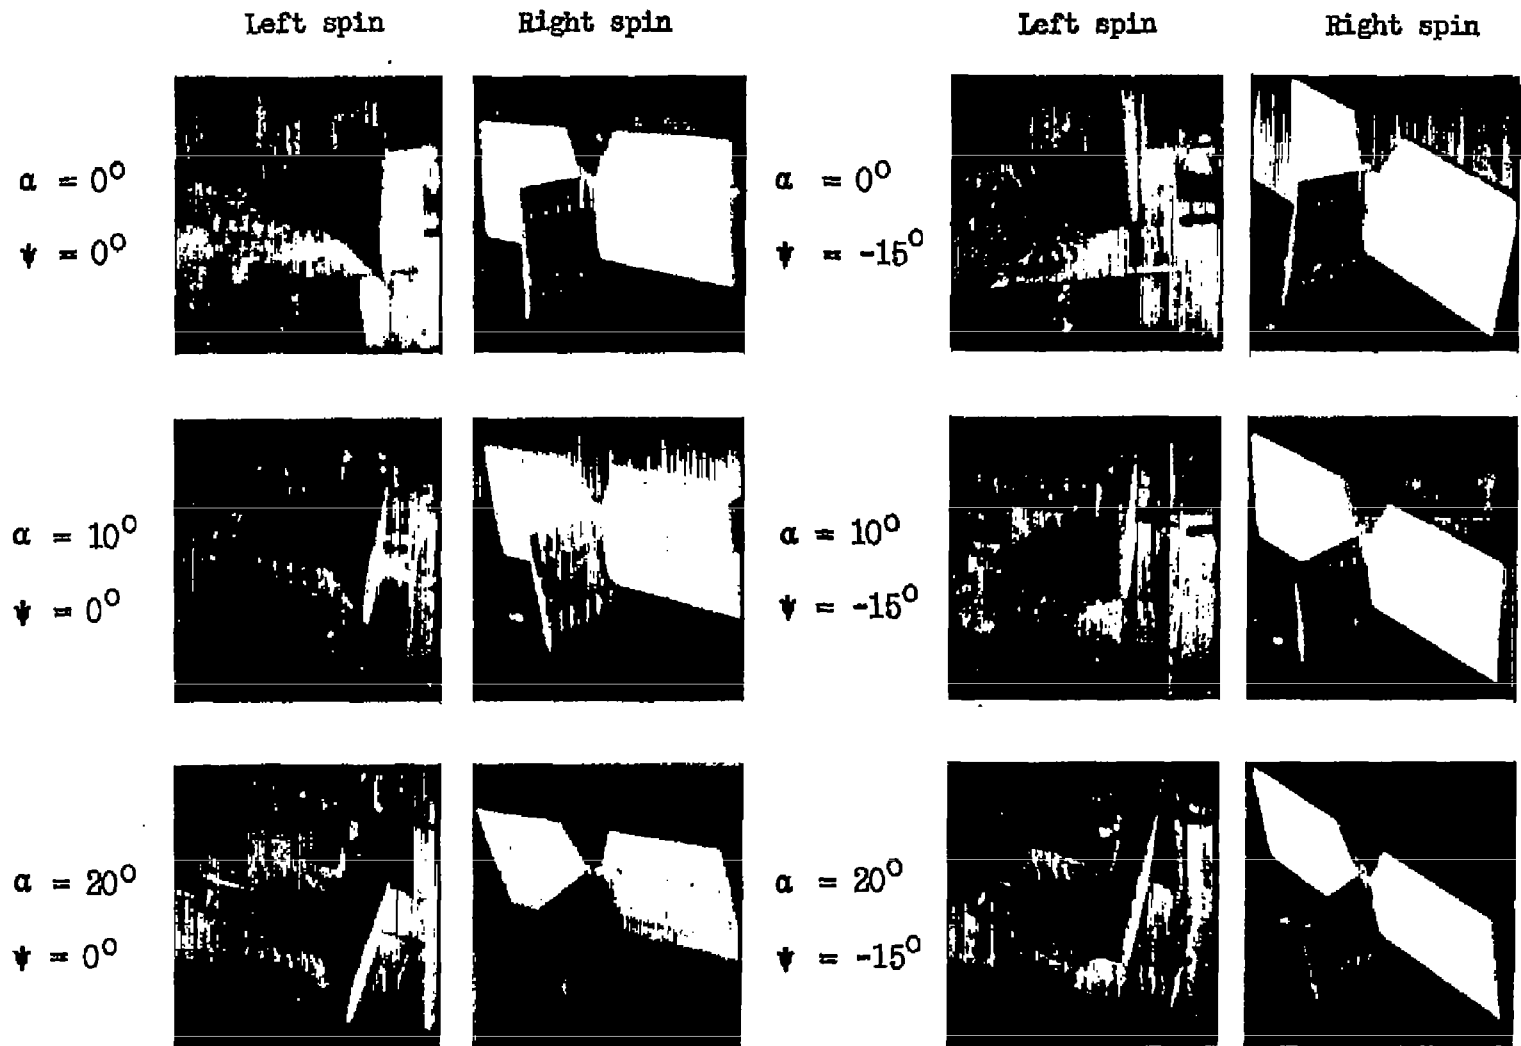 Left spin Right spin Left spin Right spin
α = 0° α = 0°
ψ = 0° ψ = -15°
α = 10° α = 10°
ψ = 0° ψ = -15°
α = 20° α = 20°
ψ = 0° ψ = -15°